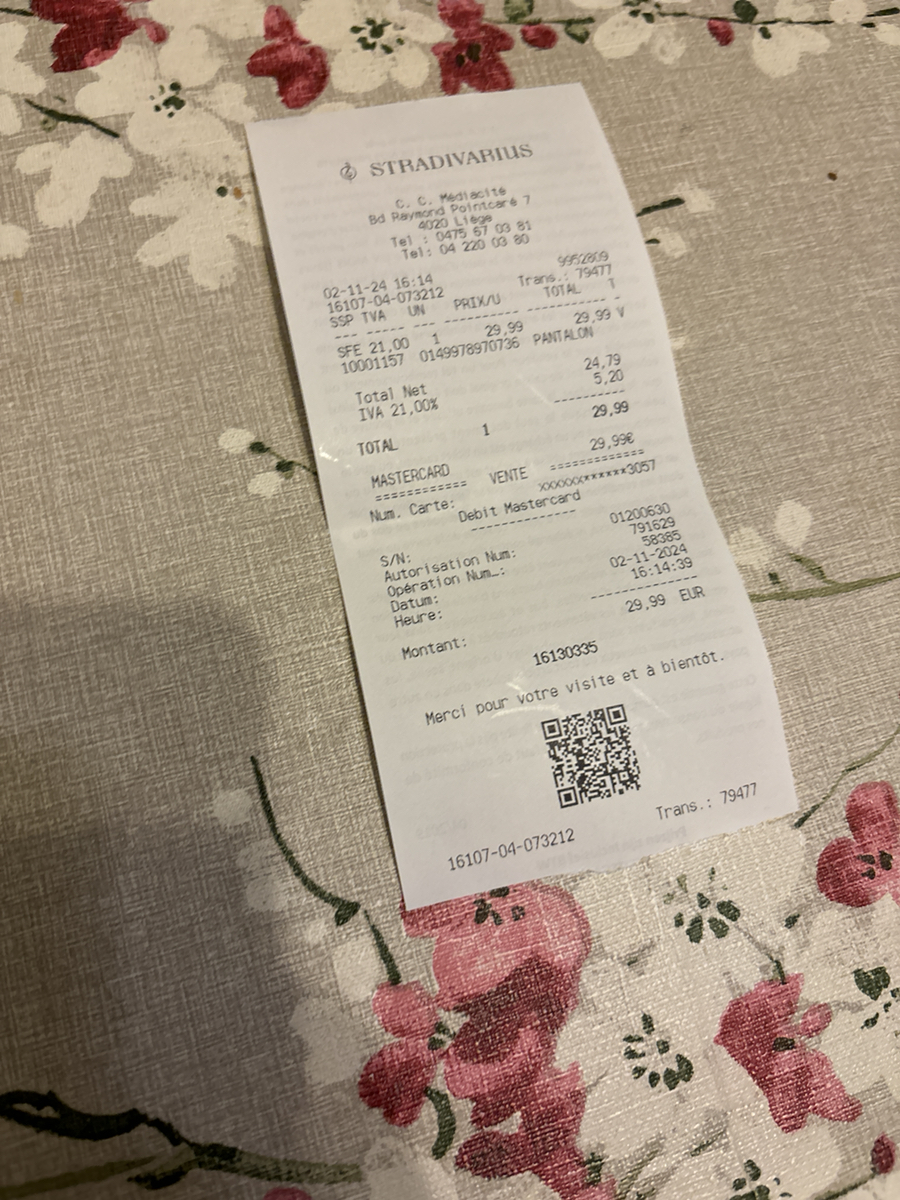 STRADIVARIUS
C. C. Médiacité
Bd Raymond Pointcaré 7
4020 Liège
Tel : 0475 67 03 81
Tel: 04 220 03 80
9952809
02-11-24 16:14
16107-04-073212 Trans.: 79477
SSP TVA UN PRIX/U TOTAL T
--- ----- --- ---------- ----------- -
SFE 21,00 1 29,99 29,99 V
10001157 0149978970736 PANTALON
Total Net 24,79
IVA 21,00% 5,20
----------
TOTAL 1 29,99
MASTERCARD 29,99€
============ VENTE ============
Num. Carte: xxxxxx******3057
Debit Mastercard
-------------
S/N: 01200630
Autorisation Num: 791629
Opération Num..: 58385
Datum: 02-11-2024
Heure: 16:14:39
-------------
Montant: 29,99 EUR
16130335
Merci pour votre visite et à bientôt.
16107-04-073212 Trans.: 79477